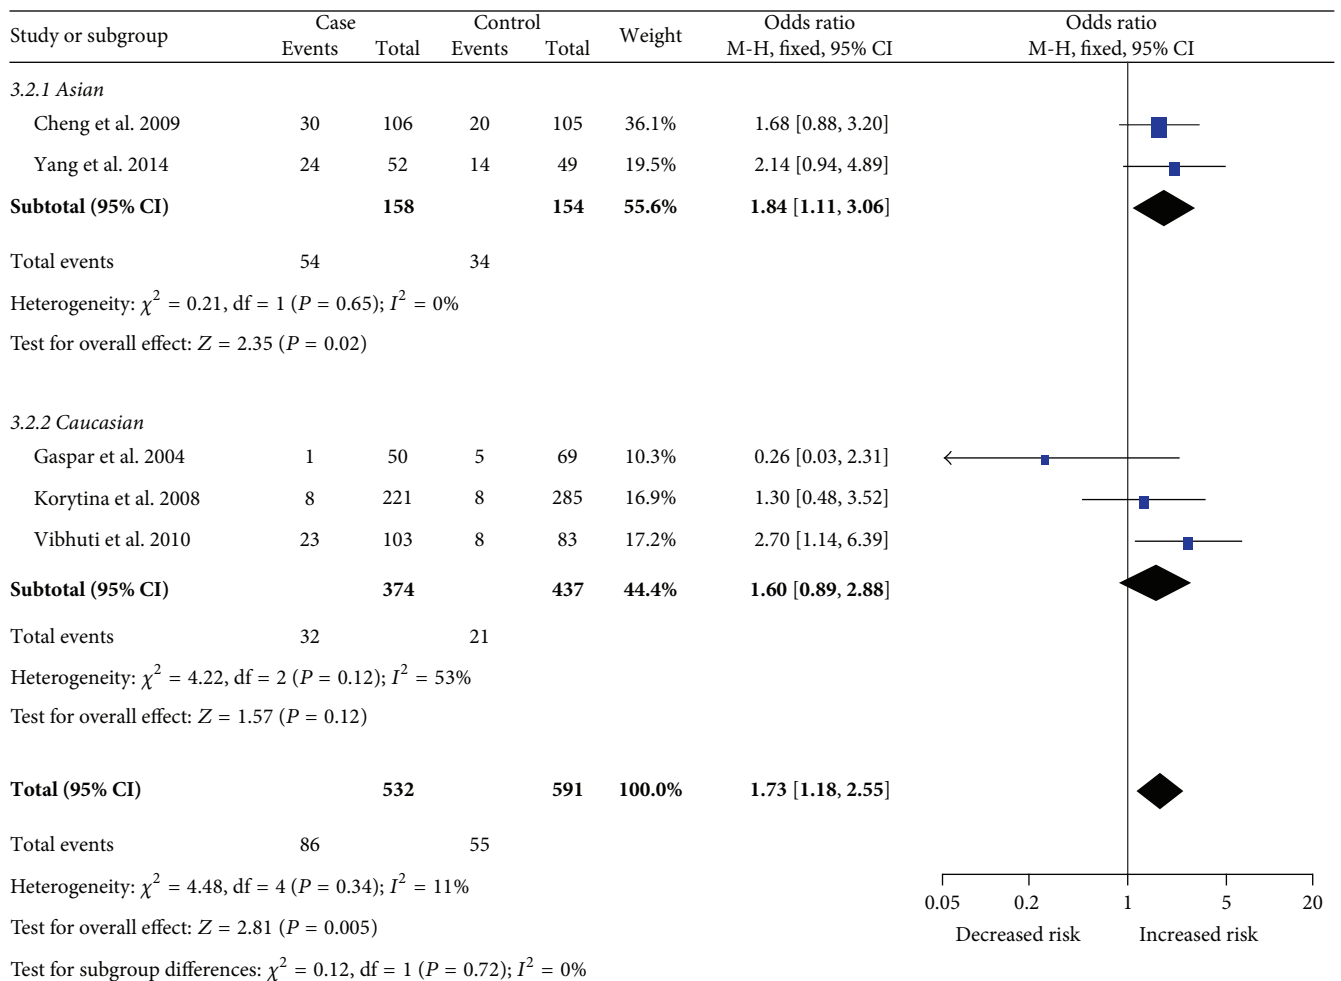 Study or subgroup Case Control Weight Odds ratio Odds ratio
Events Total Events Total M-H, fixed, 95% CI M-H, fixed, 95% CI
3.2.1 Asian
Cheng et al. 2009 30 106 20 105 36.1% 1.68 [0.88, 3.20]
Yang et al. 2014 24 52 14 49 19.5% 2.14 [0.94, 4.89]
Subtotal (95% CI) 158 154 55.6% 1.84 [1.11, 3.06]
Total events 54 34
Heterogeneity: χ² = 0.21, df = 1 (P = 0.65); I² = 0%
Test for overall effect: Z = 2.35 (P = 0.02)
3.2.2 Caucasian
Gaspar et al. 2004 1 50 5 69 10.3% 0.26 [0.03, 2.31]
Korytina et al. 2008 8 221 8 285 16.9% 1.30 [0.48, 3.52]
Vibhuti et al. 2010 23 103 8 83 17.2% 2.70 [1.14, 6.39]
Subtotal (95% CI) 374 437 44.4% 1.60 [0.89, 2.88]
Total events 32 21
Heterogeneity: χ² = 4.22, df = 2 (P = 0.12); I² = 53%
Test for overall effect: Z = 1.57 (P = 0.12)
Total (95% CI) 532 591 100.0% 1.73 [1.18, 2.55]
Total events 86 55
Heterogeneity: χ² = 4.48, df = 4 (P = 0.34); I² = 11%
Test for overall effect: Z = 2.81 (P = 0.005)
Test for subgroup differences: χ² = 0.12, df = 1 (P = 0.72); I² = 0%
0.05 0.2 1 5 20
Decreased risk Increased risk